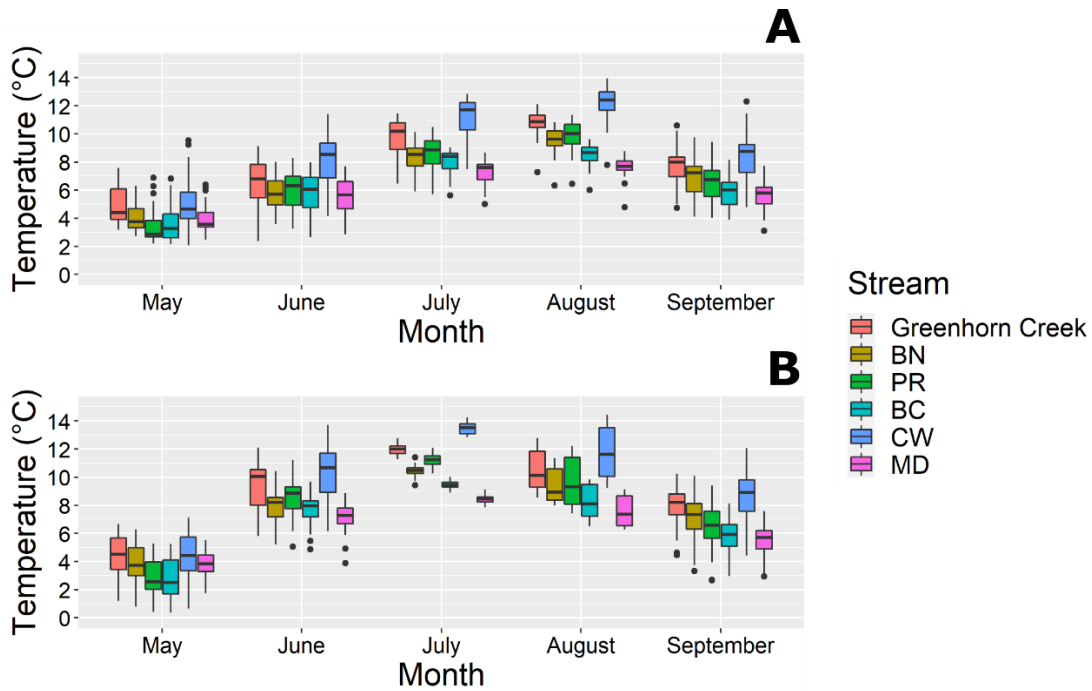 A
Temperature (°C)
14
12
10
8
6
4
2
0
May June July August September
Month
B
Temperature (°C)
14
12
10
8
6
4
2
0
May June July August September
Month
Stream
Greenhorn Creek
BN
PR
BC
CW
MD